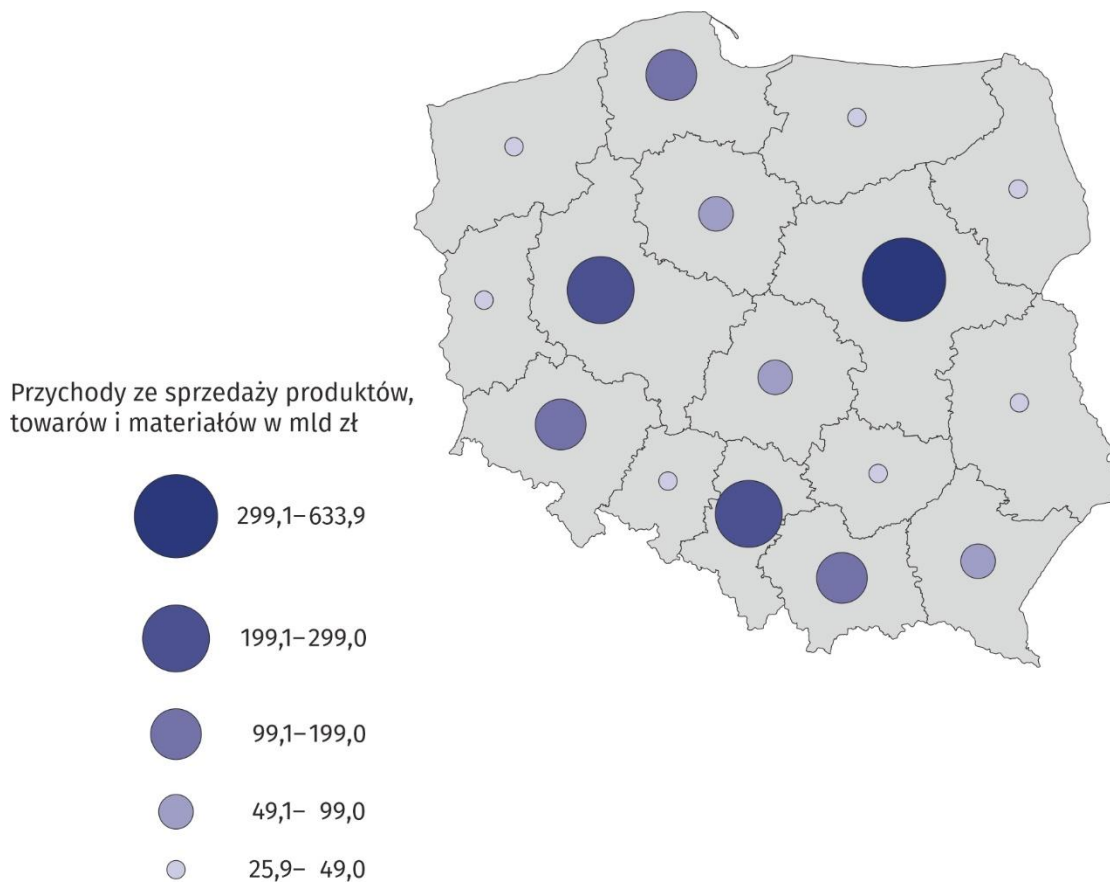 Przychody ze sprzedaży produktów,
towarów i materiałów w mld zł
299,1–633,9
199,1–299,0
99,1–199,0
49,1– 99,0
25,9– 49,0